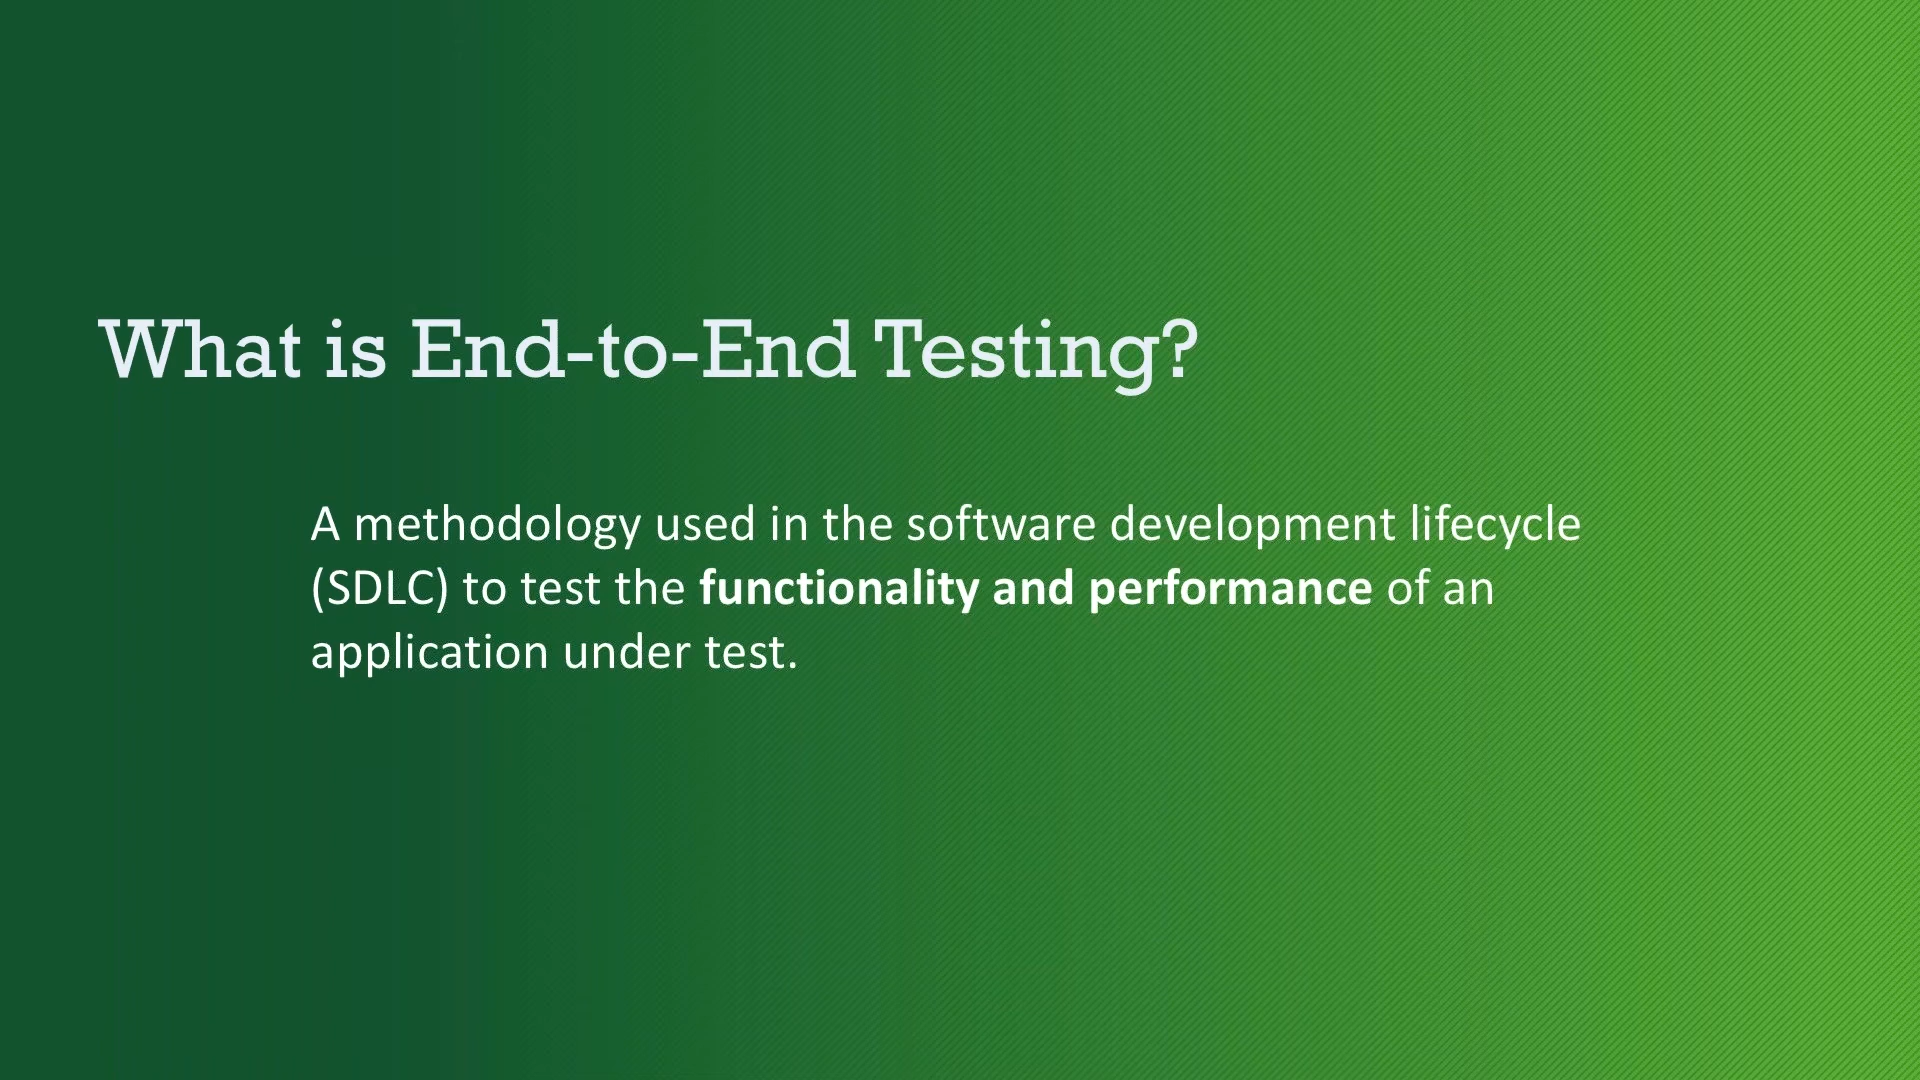 What is End-to-End Testing?
A methodology used in the software development lifecycle
(SDLC) to test the functionality and performance of an
application under test.